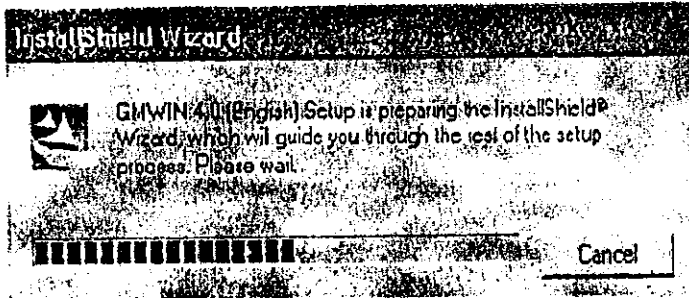 InstallShield Wizard
GMWIN 4.0 (English) Setup is preparing the InstallShield®
Wizard, which will guide you through the rest of the setup
process. Please wait.
Cancel